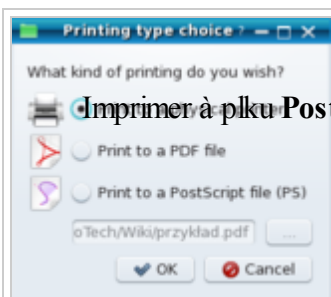 Printing type choice
What kind of printing do you wish?
Imprimer à plku Post
Print to a PDF file
Print to a PostScript file (PS)
oTech/Wiki/przykład.pdf ...
OK Cancel